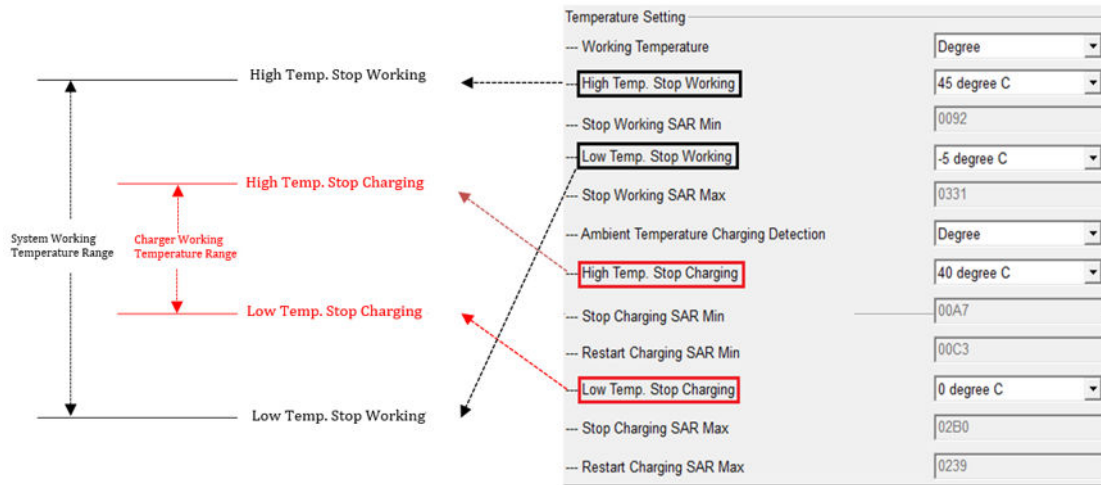 High Temp. Stop Working
High Temp. Stop Charging
System Working
Temperature Range
Charger Working
Temperature Range
Low Temp. Stop Charging
Low Temp. Stop Working
Temperature Setting
--- Working Temperature
Degree
--- High Temp. Stop Working
45 degree C
--- Stop Working SAR Min
0092
--- Low Temp. Stop Working
-5 degree C
--- Stop Working SAR Max
0331
--- Ambient Temperature Charging Detection
Degree
--- High Temp. Stop Charging
40 degree C
--- Stop Charging SAR Min
00A7
--- Restart Charging SAR Min
00C3
--- Low Temp. Stop Charging
0 degree C
--- Stop Charging SAR Max
02B0
--- Restart Charging SAR Max
0239